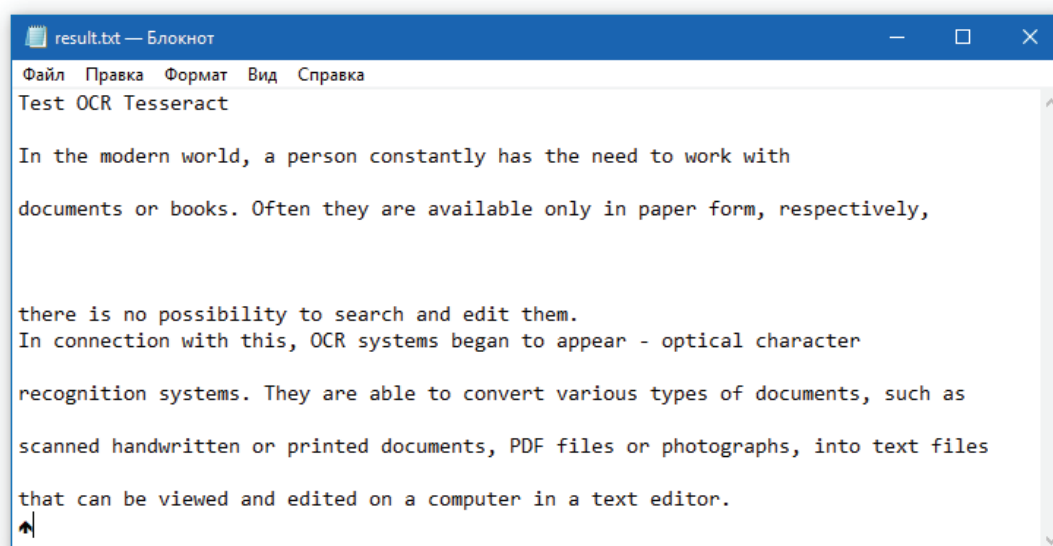 result.txt — Блокнот
Файл Правка Формат Вид Справка
Test OCR Tesseract
In the modern world, a person constantly has the need to work with
documents or books. Often they are available only in paper form, respectively,
there is no possibility to search and edit them.
In connection with this, OCR systems began to appear - optical character
recognition systems. They are able to convert various types of documents, such as
scanned handwritten or printed documents, PDF files or photographs, into text files
that can be viewed and edited on a computer in a text editor.